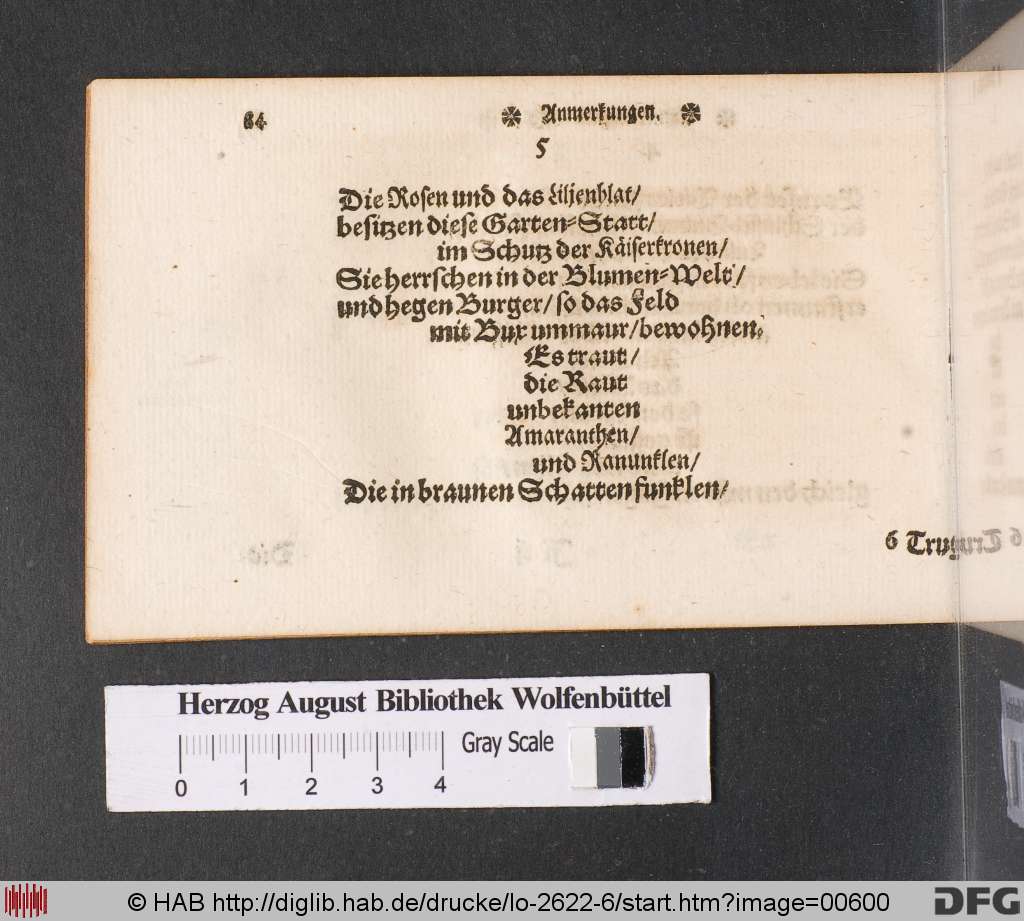 64
※ Anmerkungen. ※
5
Die Rosen und das Liljenblat/
besitzen diese Garten-Statt/
im Schutz der Käiserkronen/
Sie herrschen in der Blumen-Welt/
und hegen Burger/ so das Feld
mit Bux ummaur/ bewohnen.
Es traut/
die Raut
unbekanten
Amaranthen/
und Ranunklen/
Die in braunen Schatten funklen/
6 Trutz
Herzog August Bibliothek Wolfenbüttel
Gray Scale
0 1 2 3 4
© HAB http://diglib.hab.de/drucke/lo-2622-6/start.htm?image=00600
DFG